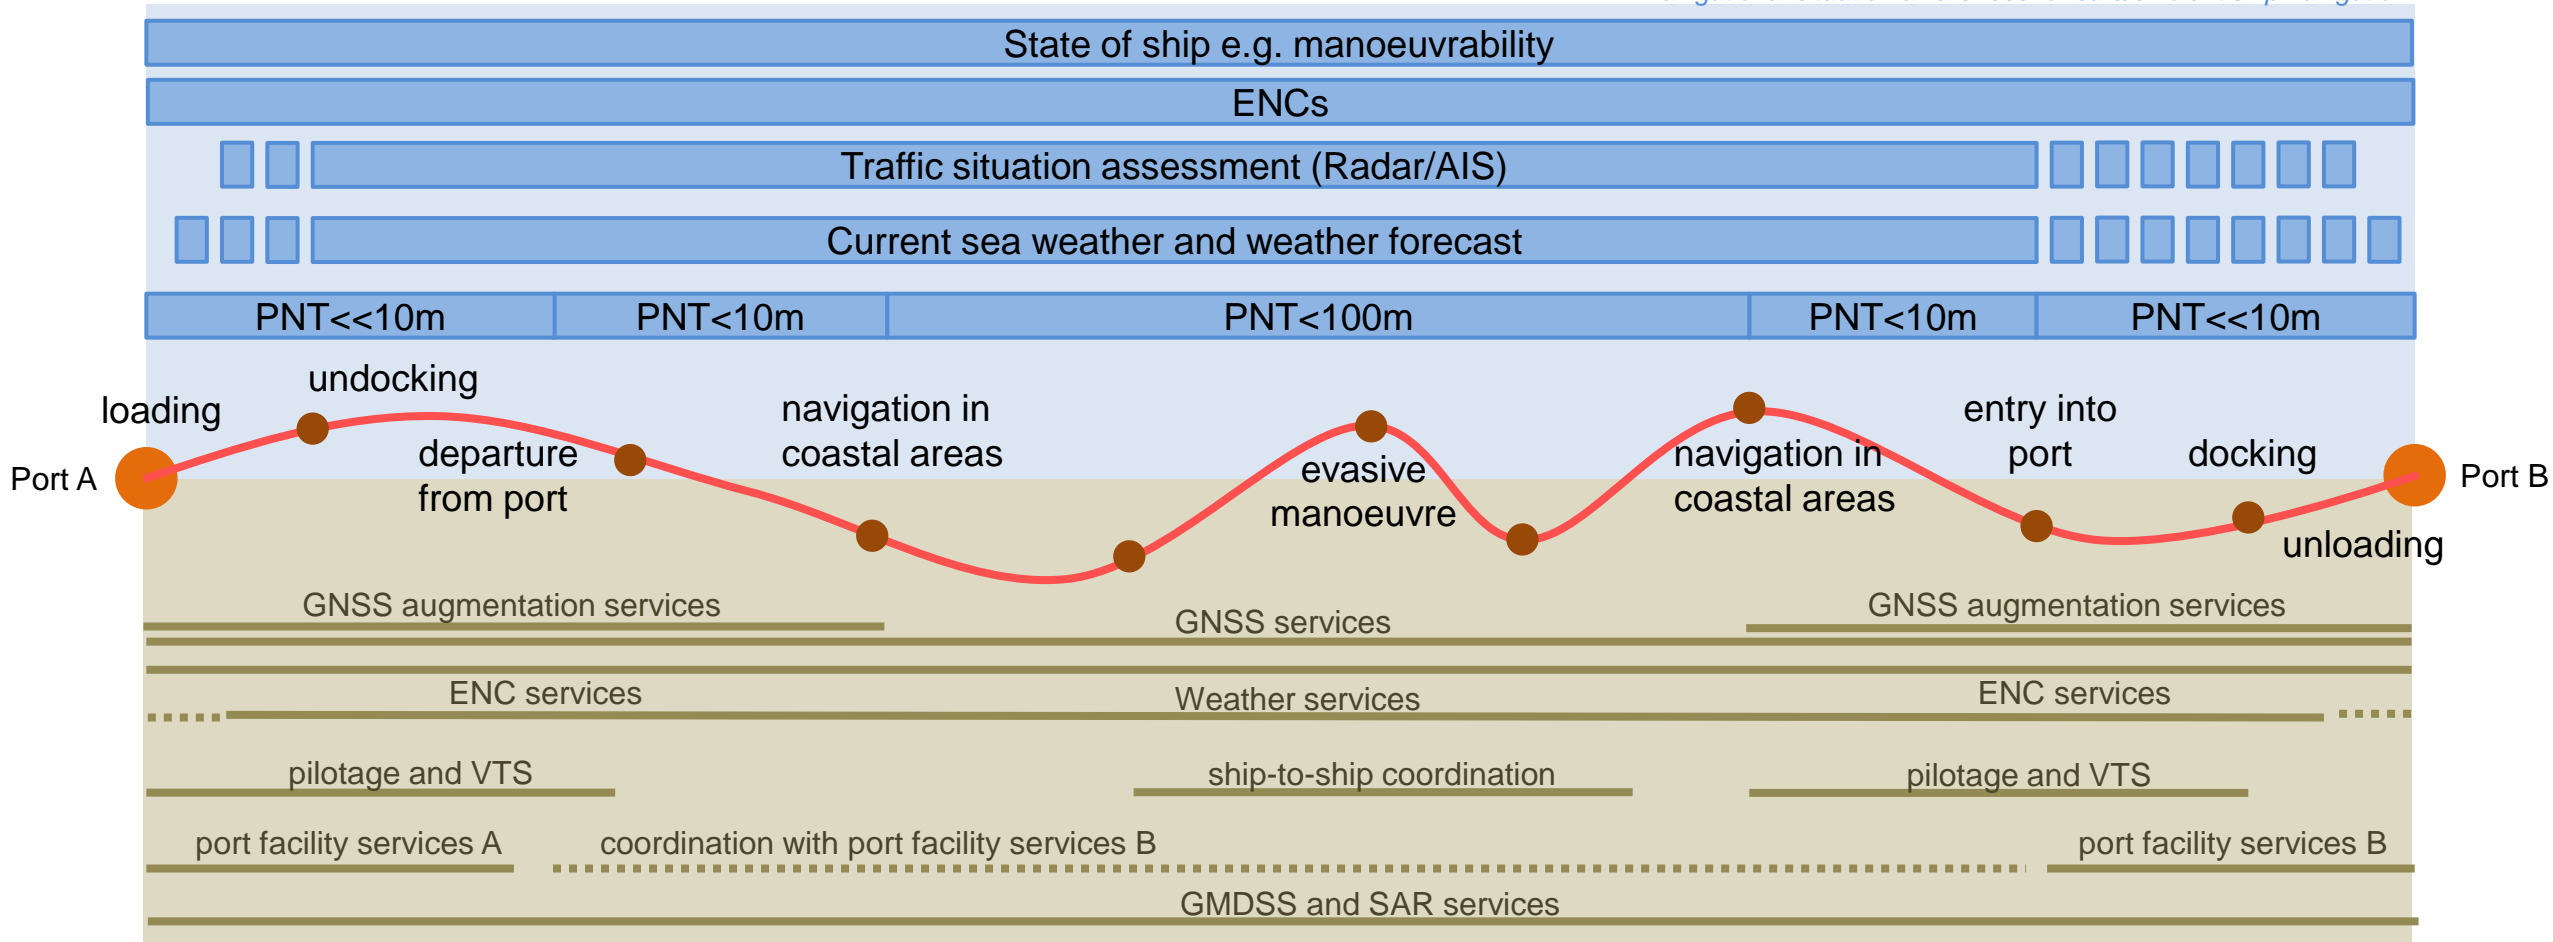 State of ship e.g. manoeuvrability
ENCs
Traffic situation assessment (Radar/AIS)
Current sea weather and weather forecast
PNT<<10m PNT<10m PNT<100m PNT<10m PNT<<10m
undocking
loading
navigation in
coastal areas
entry into
port
departure
from port
evasive
manoeuvre
navigation in
coastal areas
docking
Port A
Port B
unloading
GNSS augmentation services
GNSS services
GNSS augmentation services
ENC services
Weather services
ENC services
pilotage and VTS
ship-to-ship coordination
pilotage and VTS
port facility services A
coordination with port facility services B
port facility services B
GMDSS and SAR services